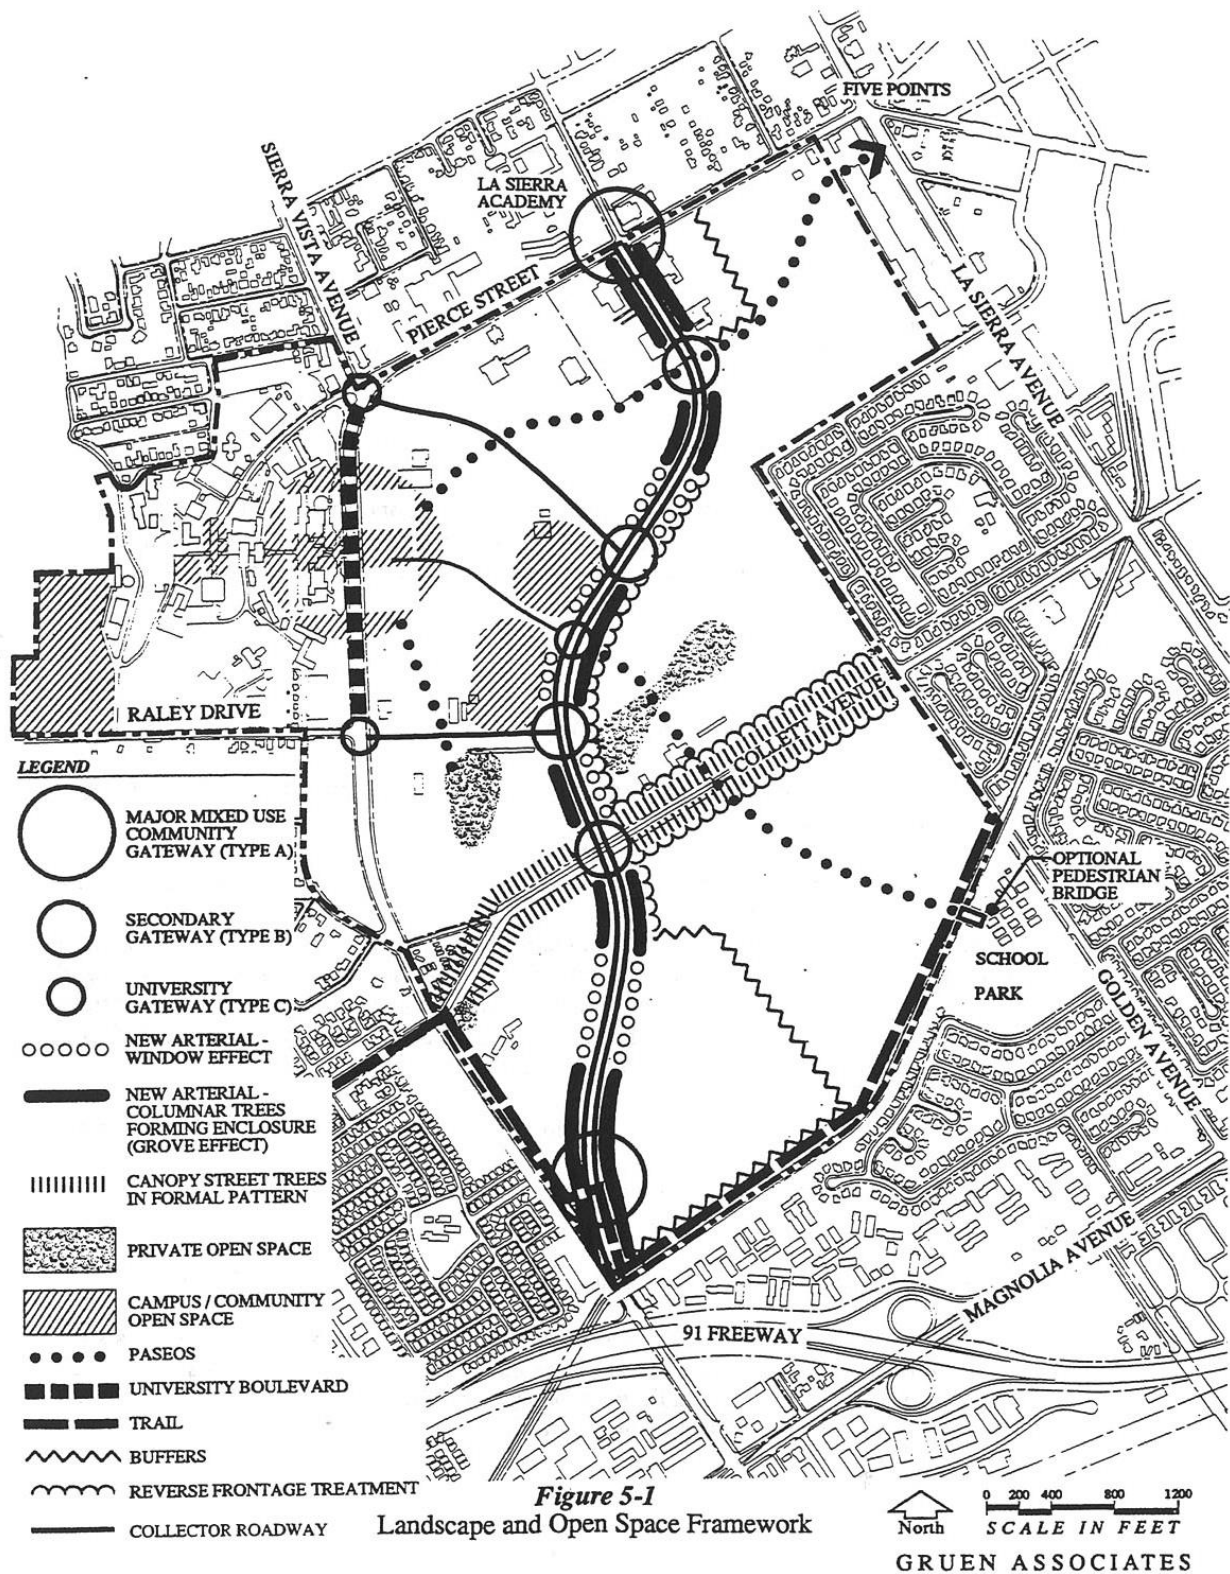 FIVE POINTS
SIERRA VISTA AVENUE
LA SIERRA
ACADEMY
PIERCE STREET
LA SIERRA AVENUE
RALEY DRIVE
COLLETT AVENUE
OPTIONAL
PEDESTRIAN
BRIDGE
SCHOOL
PARK
GOLDEN AVENUE
MAGNOLIA AVENUE
91 FREEWAY
LEGEND
MAJOR MIXED USE
COMMUNITY
GATEWAY (TYPE A)
SECONDARY
GATEWAY (TYPE B)
UNIVERSITY
GATEWAY (TYPE C)
NEW ARTERIAL -
WINDOW EFFECT
NEW ARTERIAL -
COLUMNAR TREES
FORMING ENCLOSURE
(GROVE EFFECT)
CANOPY STREET TREES
IN FORMAL PATTERN
PRIVATE OPEN SPACE
CAMPUS / COMMUNITY
OPEN SPACE
PASEOS
UNIVERSITY BOULEVARD
TRAIL
BUFFERS
REVERSE FRONTAGE TREATMENT
COLLECTOR ROADWAY
Figure 5-1
Landscape and Open Space Framework
North
0 200 400 800 1200
SCALE IN FEET
GRUEN ASSOCIATES